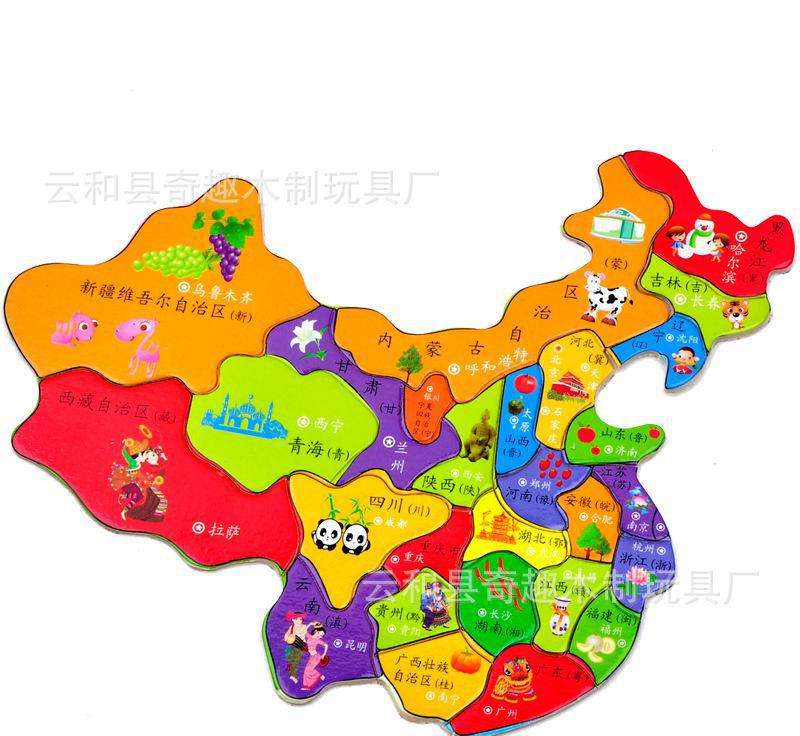 云和县奇趣木制玩具厂
黑龙江(黑)
哈尔滨
(蒙)
吉林(吉)
长春
辽宁
(辽)
沈阳
乌鲁木齐
新疆维吾尔自治区(新)
内蒙古自治区
呼和浩特
河北
(冀)
北京
天津
石家庄
甘肃
(甘)
兰州
银川
宁夏
回族
自治
区(宁)
西藏自治区(藏)
拉萨
西宁
青海(青)
太原
山西
(晋)
山东(鲁)
济南
西安
陕西(陕)
郑州
河南(豫)
江苏
(苏)
南京
安徽(皖)
合肥
四川(川)
成都
湖北(鄂)
武汉
重庆
杭州
浙江(浙)
云和县奇趣木制玩具厂
云南
(滇)
昆明
贵州(黔)
贵阳
长沙
湖南(湘)
江西
福建(闽)
福州
广西壮族
自治区(桂)
南宁
广东(粤)
广州